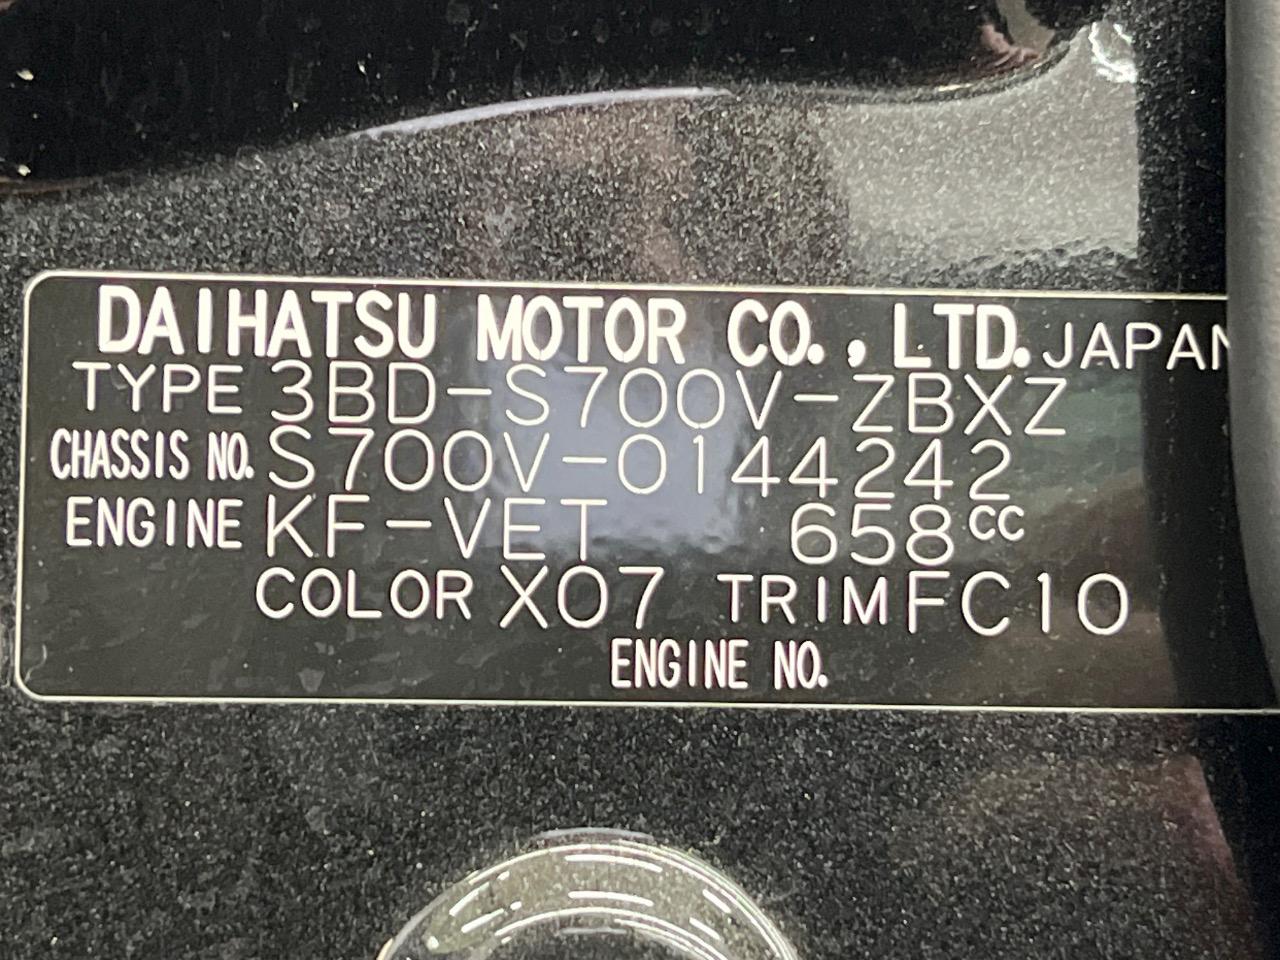 DAIHATSU MOTOR CO., LTD. JAPAN
TYPE 3BD-S700V-ZBXZ
CHASSIS NO. S700V-0144242
ENGINE KF-VET 658cc
COLOR X07 TRIM FC10
ENGINE NO.